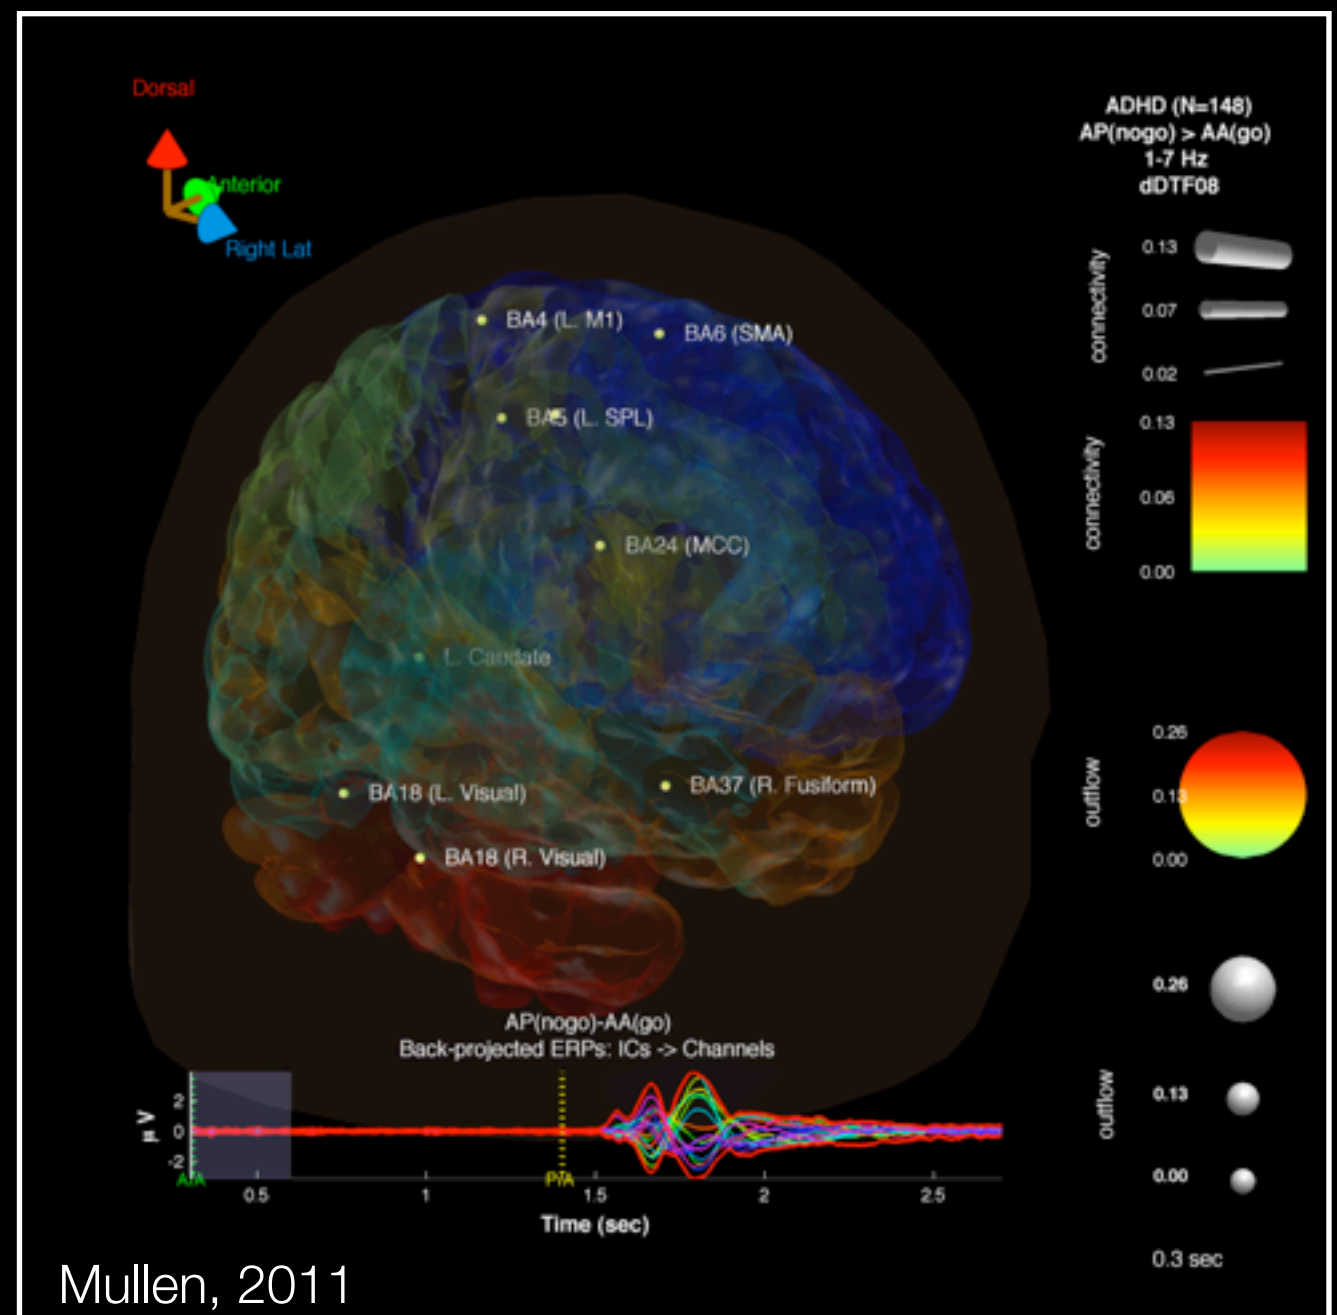 Dorsal
Anterior
Right Lat
ADHD (N=148)
AP(nogo) > AA(go)
1-7 Hz
dDTF08
connectivity
0.13
0.07
0.02
connectivity
0.13
0.06
0.00
outflow
0.26
0.13
0.00
outflow
0.26
0.13
0.00
0.3 sec
BA4 (L. M1)
BA6 (SMA)
BA5 (L. SPL)
BA24 (MCC)
L. Caudate
BA18 (L. Visual)
BA37 (R. Fusiform)
BA18 (R. Visual)
AP(nogo)-AA(go)
Back-projected ERPs: ICs -> Channels
μV
2
0
-2
A/A
P/A
0.5 1 1.5 2 2.5
Time (sec)
Mullen, 2011